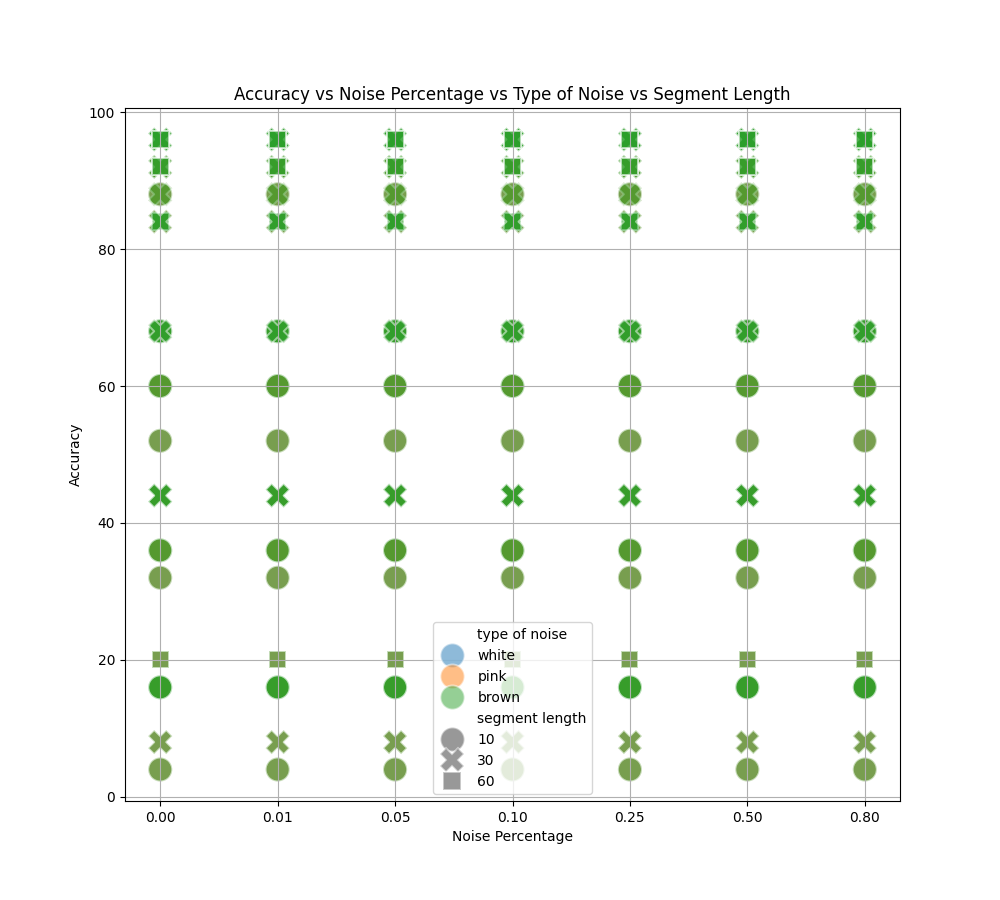 Accuracy vs Noise Percentage vs Type of Noise vs Segment Length
100
80
60
40
20
0
Accuracy
type of noise
white
pink
brown
segment length
10
30
60
0.00 0.01 0.05 0.10 0.25 0.50 0.80
Noise Percentage